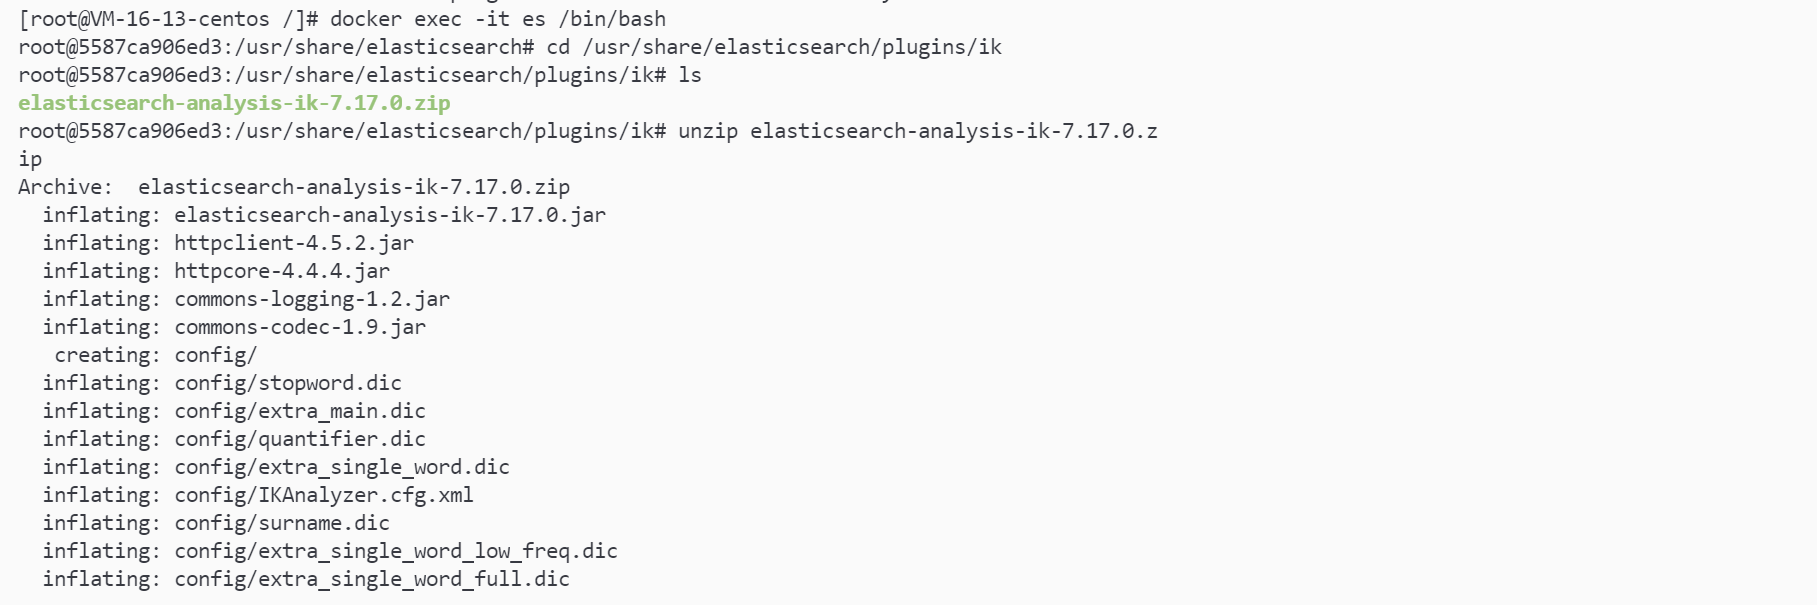 [root@VM-16-13-centos /]# docker exec -it es /bin/bash
root@5587ca906ed3:/usr/share/elasticsearch# cd /usr/share/elasticsearch/plugins/ik
root@5587ca906ed3:/usr/share/elasticsearch/plugins/ik# ls
elasticsearch-analysis-ik-7.17.0.zip
root@5587ca906ed3:/usr/share/elasticsearch/plugins/ik# unzip elasticsearch-analysis-ik-7.17.0.z
ip
Archive:  elasticsearch-analysis-ik-7.17.0.zip
  inflating: elasticsearch-analysis-ik-7.17.0.jar
  inflating: httpclient-4.5.2.jar
  inflating: httpcore-4.4.4.jar
  inflating: commons-logging-1.2.jar
  inflating: commons-codec-1.9.jar
   creating: config/
  inflating: config/stopword.dic
  inflating: config/extra_main.dic
  inflating: config/quantifier.dic
  inflating: config/extra_single_word.dic
  inflating: config/IKAnalyzer.cfg.xml
  inflating: config/surname.dic
  inflating: config/extra_single_word_low_freq.dic
  inflating: config/extra_single_word_full.dic